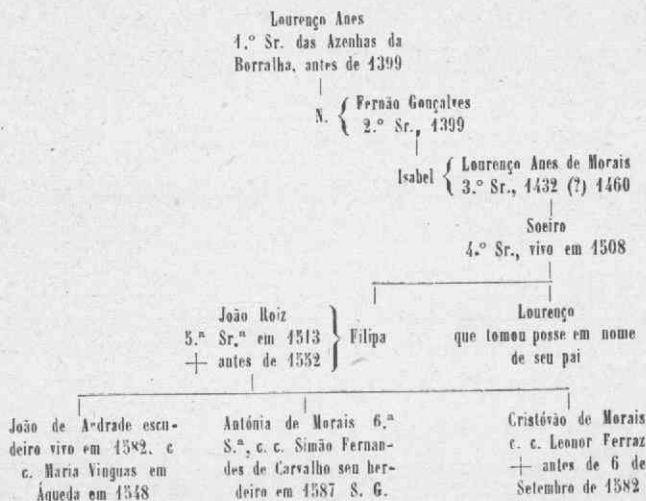 Lourenço Anes
1.º Sr. das Azenhas da
Borralha, antes de 1399
N.
Fernão Gonçalves
2.º Sr., 1399
Isabel
Lourenço Anes de Morais
3.º Sr., 1432 (?) 1460
Soeiro
4.º Sr., vivo em 1508
João Roiz
5.ª Sr.ª em 1513
+ antes de 1552
Filipa
Lourenço
que tomou posse em nome
de seu pai
João de Andrade escu-
deiro vivo em 1582. c
c. Maria Vinguas em
Águeda em 1548
Antónia de Morais 6.ª
S.ª, c. c. Simão Fernan-
des de Carvalho seu her-
deiro em 1587 S. G.
Cristóvão de Morais
c. c. Leonor Ferraz
+ antes de 6 de
Setembro de 1582